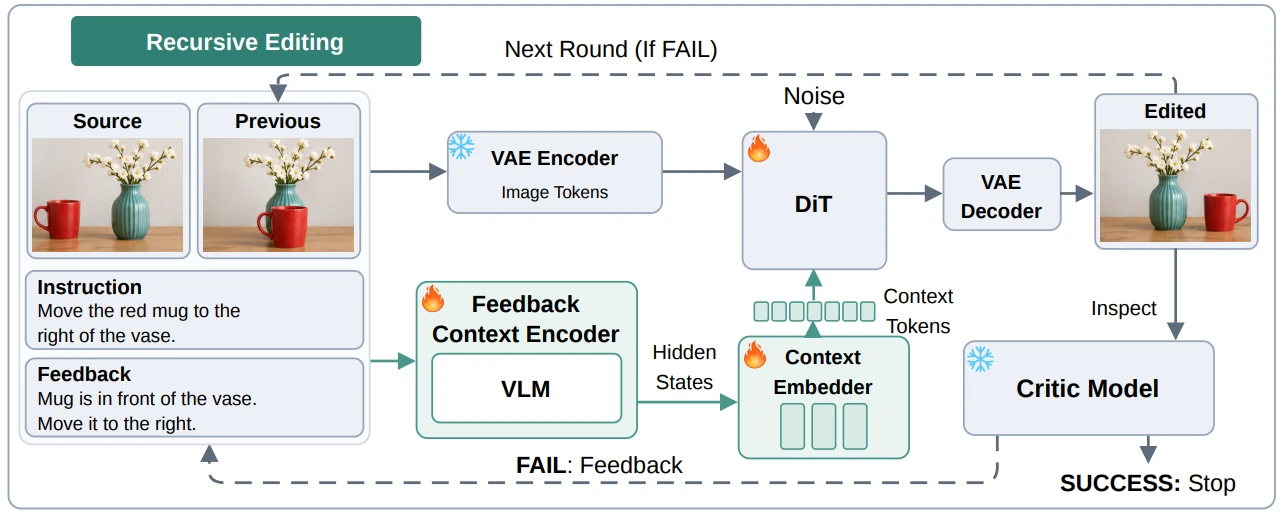 Recursive Editing
Next Round (If FAIL)
Source
Previous
Instruction
Move the red mug to the
right of the vase.
Feedback
Mug is in front of the vase.
Move it to the right.
VAE Encoder
Image Tokens
Feedback
Context Encoder
VLM
Hidden
States
Noise
DiT
Context
Tokens
Context
Embedder
VAE
Decoder
Edited
Inspect
Critic Model
FAIL: Feedback
SUCCESS: Stop